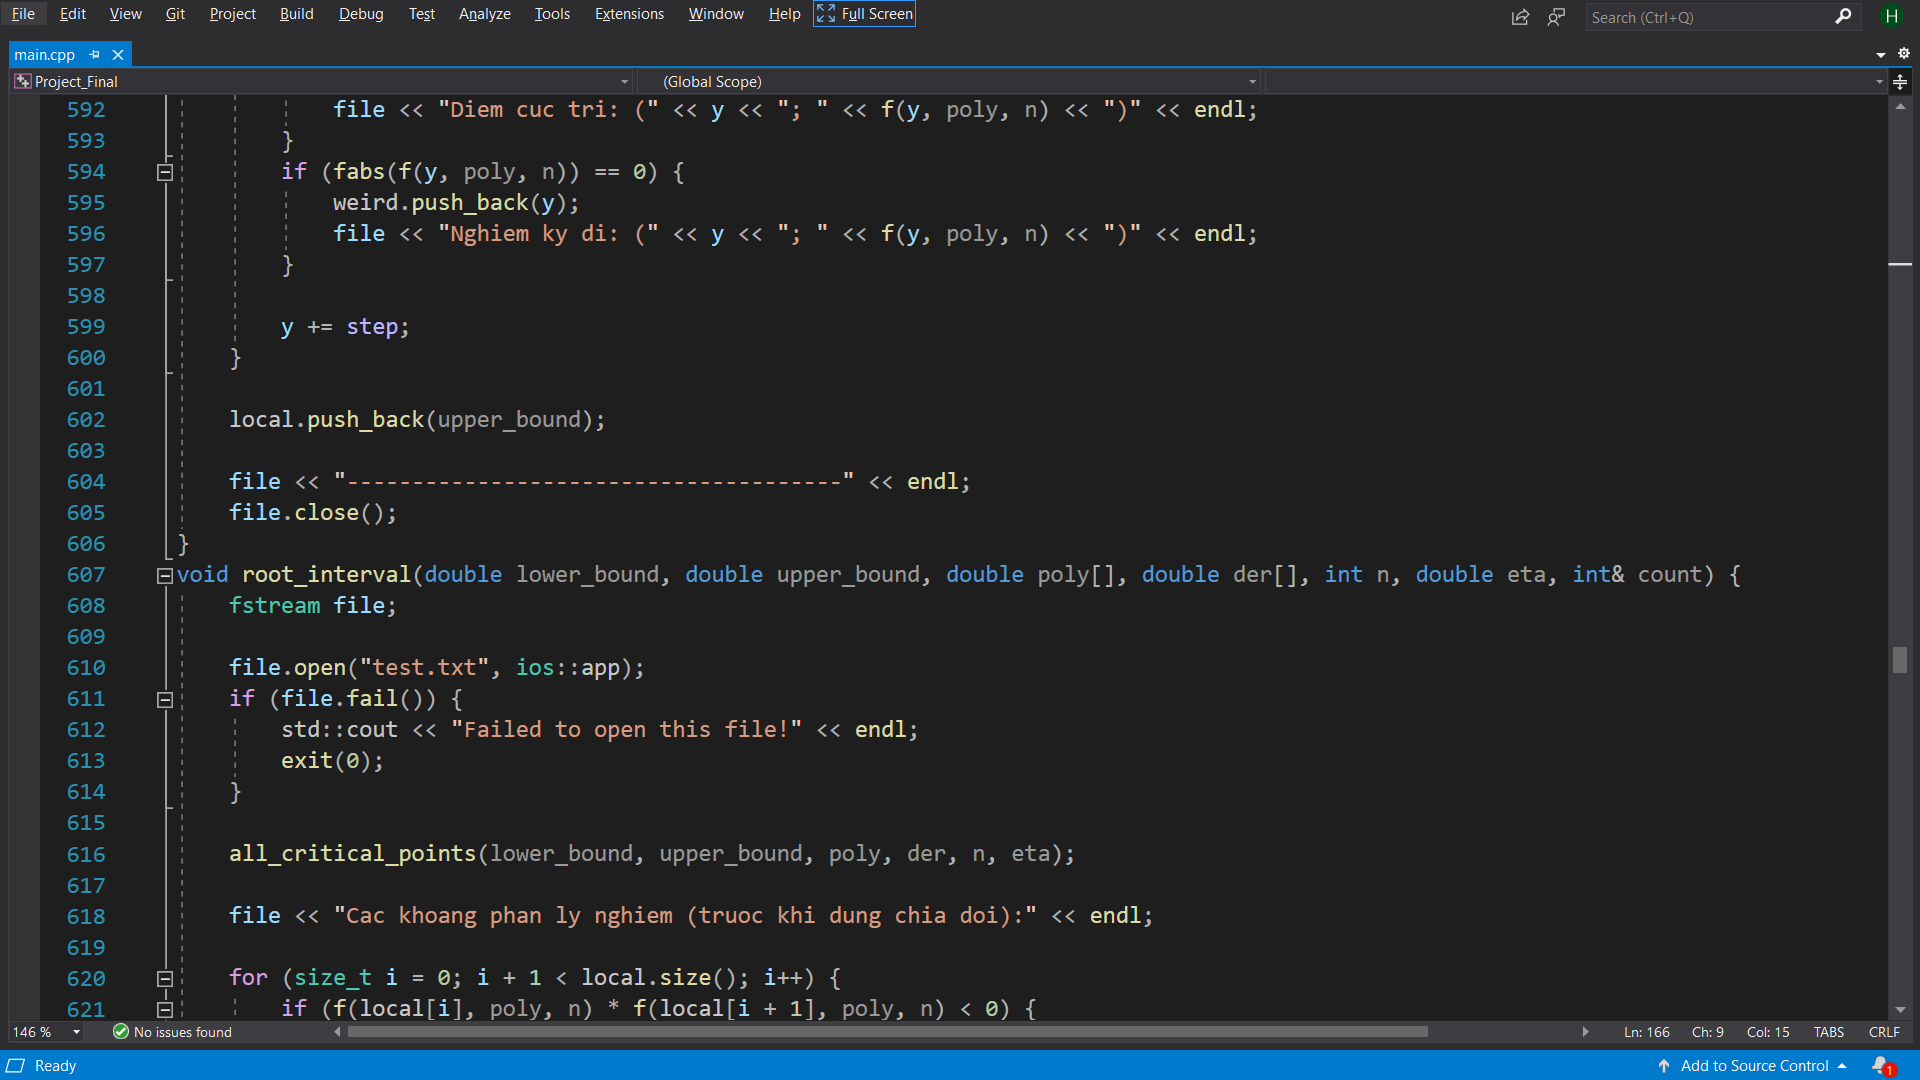 File Edit View Git Project Build Debug Test Analyze Tools Extensions Window Help Full Screen Search (Ctrl+Q) H
main.cpp
Project_Final (Global Scope)
592 file << "Diem cuc tri: (" << y << "; " << f(y, poly, n) << ")" << endl;
593 }
594 if (fabs(f(y, poly, n)) == 0) {
595 weird.push_back(y);
596 file << "Nghiem ky di: (" << y << "; " << f(y, poly, n) << ")" << endl;
597 }
598
599 y += step;
600 }
601
602 local.push_back(upper_bound);
603
604 file << "--------------------------------------" << endl;
605 file.close();
606 }
607 void root_interval(double lower_bound, double upper_bound, double poly[], double der[], int n, double eta, int& count) {
608 fstream file;
609
610 file.open("test.txt", ios::app);
611 if (file.fail()) {
612 std::cout << "Failed to open this file!" << endl;
613 exit(0);
614 }
615
616 all_critical_points(lower_bound, upper_bound, poly, der, n, eta);
617
618 file << "Cac khoang phan ly nghiem (truoc khi dung chia doi):" << endl;
619
620 for (size_t i = 0; i + 1 < local.size(); i++) {
621 if (f(local[i], poly, n) * f(local[i + 1], poly, n) < 0) {
146 % No issues found Ln: 166 Ch: 9 Col: 15 TABS CRLF
Ready Add to Source Control 1